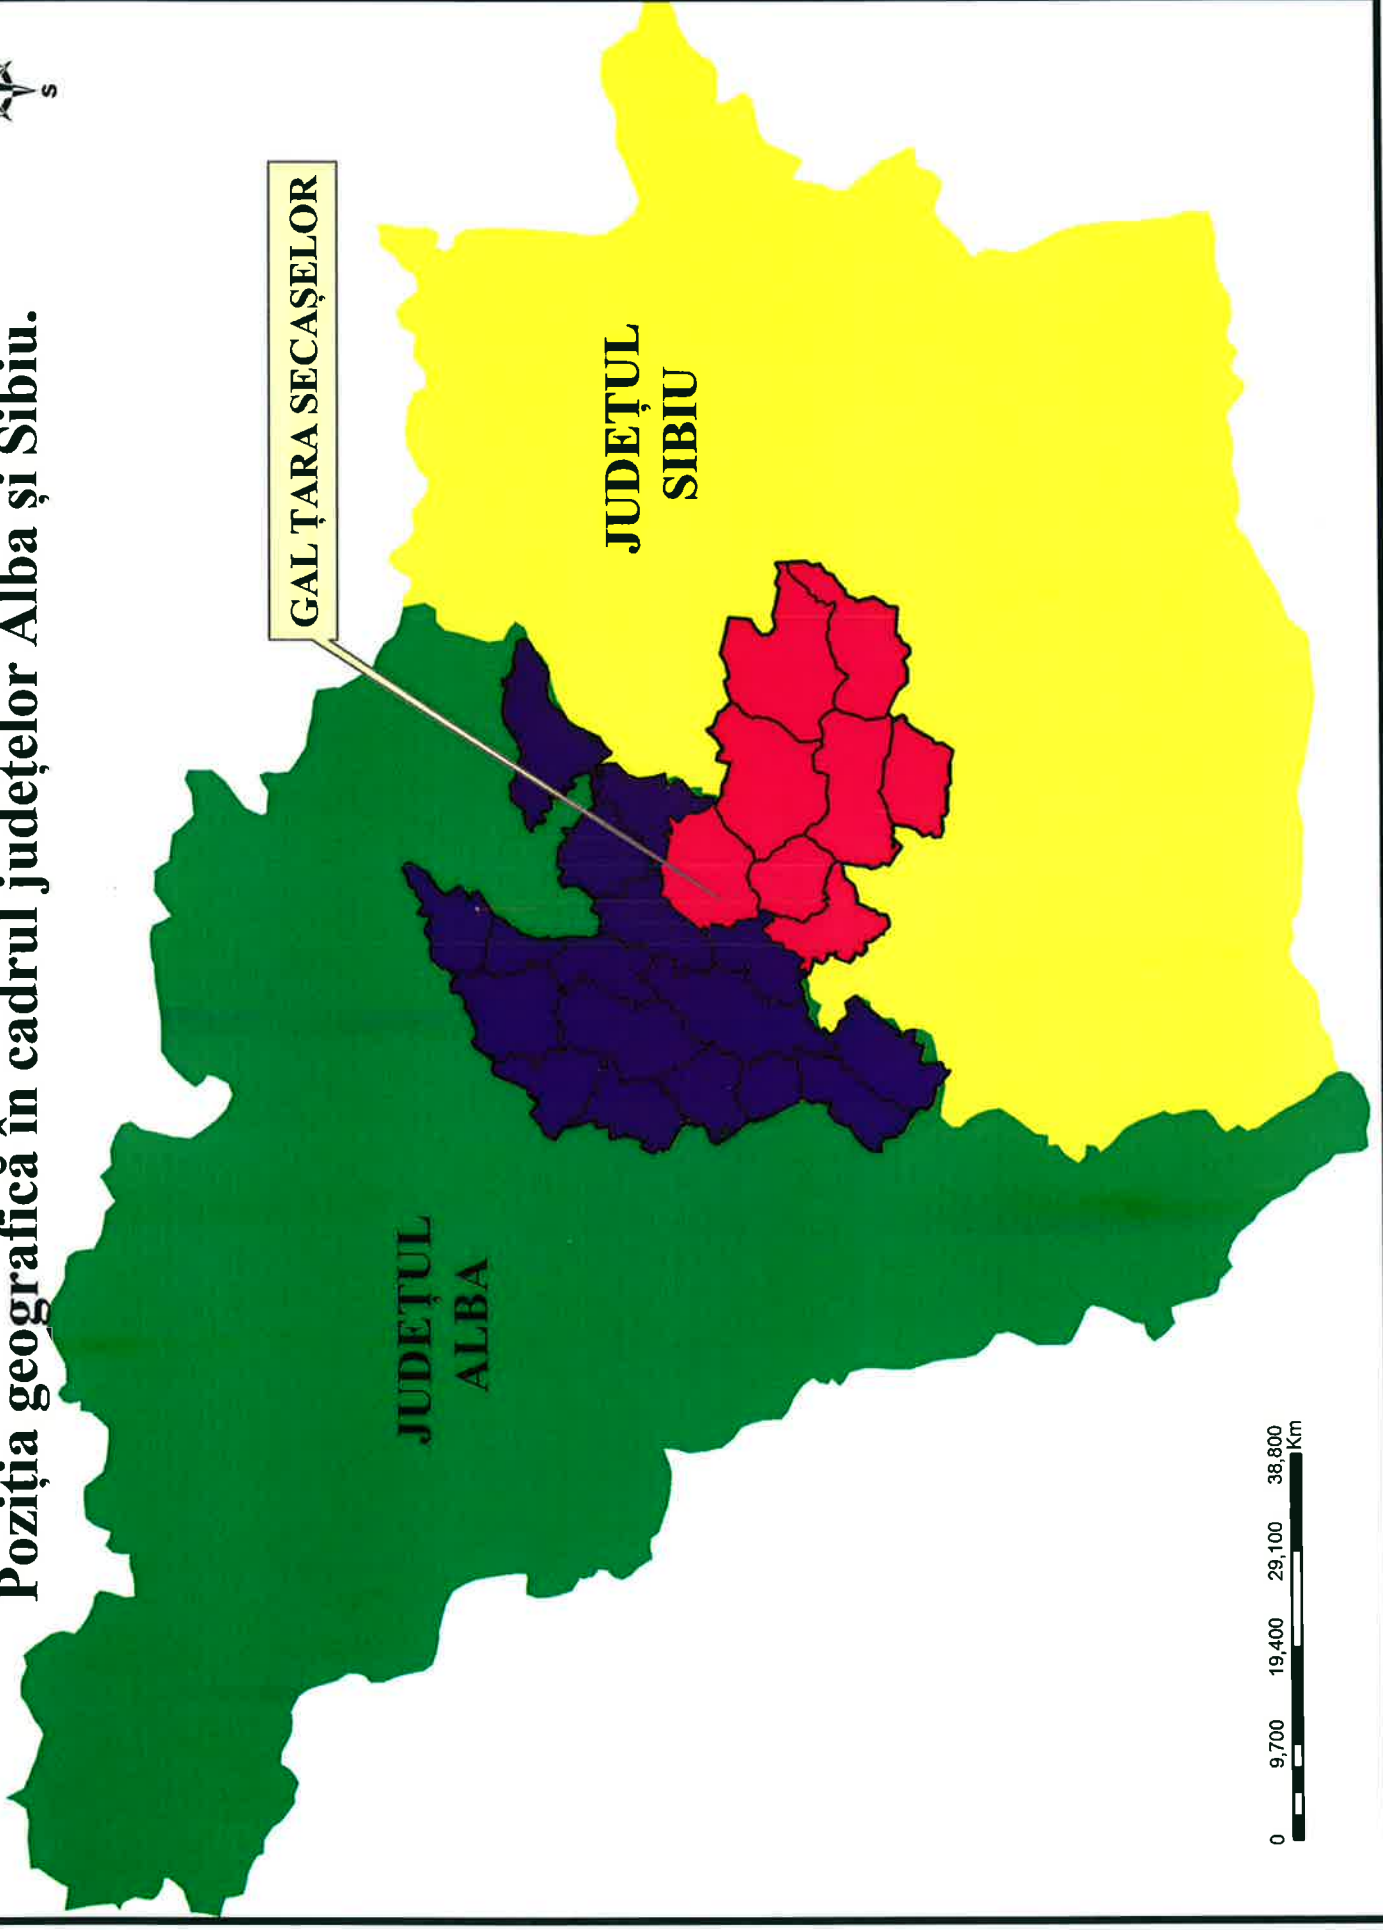 Poziția geografică în cadrul județelor Alba și Sibiu.
S
GAL ȚARA SECAȘELOR
JUDEȚUL
SIBIU
JUDEȚUL
ALBA
0 9,700 19,400 29,100 38,800
Km